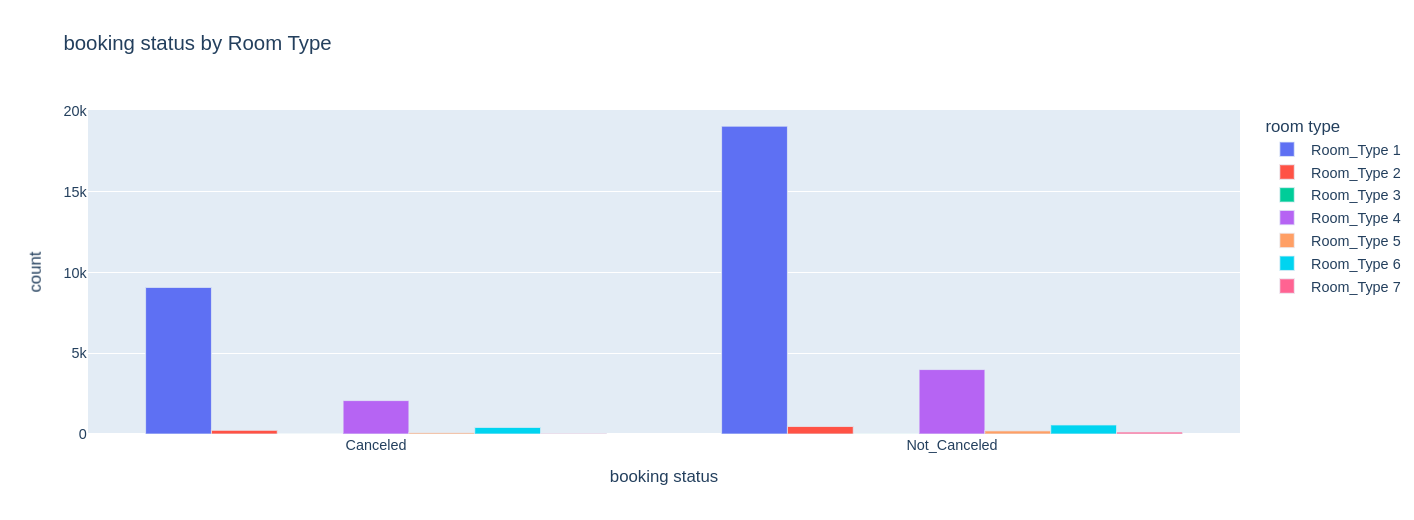 booking status by Room Type
20k
15k
10k
5k
0
count
Canceled
Not_Canceled
booking status
room type
Room_Type 1
Room_Type 2
Room_Type 3
Room_Type 4
Room_Type 5
Room_Type 6
Room_Type 7